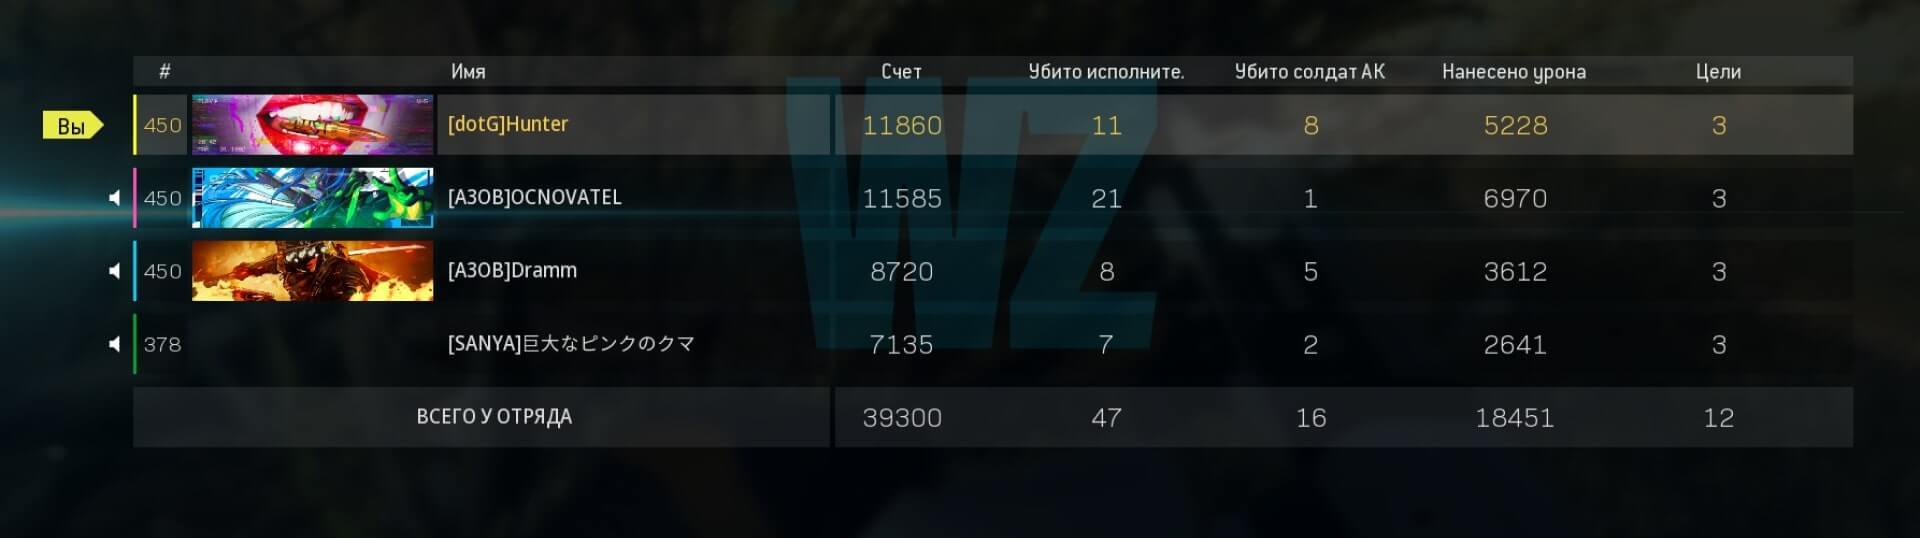 # Имя Счет Убито исполните. Убито солдат АК Нанесено урона Цели
Вы 450 [dotG]Hunter 11860 11 8 5228 3
450 [АЗОВ]OCNOVATEL 11585 21 1 6970 3
450 [АЗОВ]Dramm 8720 8 5 3612 3
378 [SANYA]巨大なピンクのクマ 7135 7 2 2641 3
ВСЕГО У ОТРЯДА 39300 47 16 18451 12
WZ